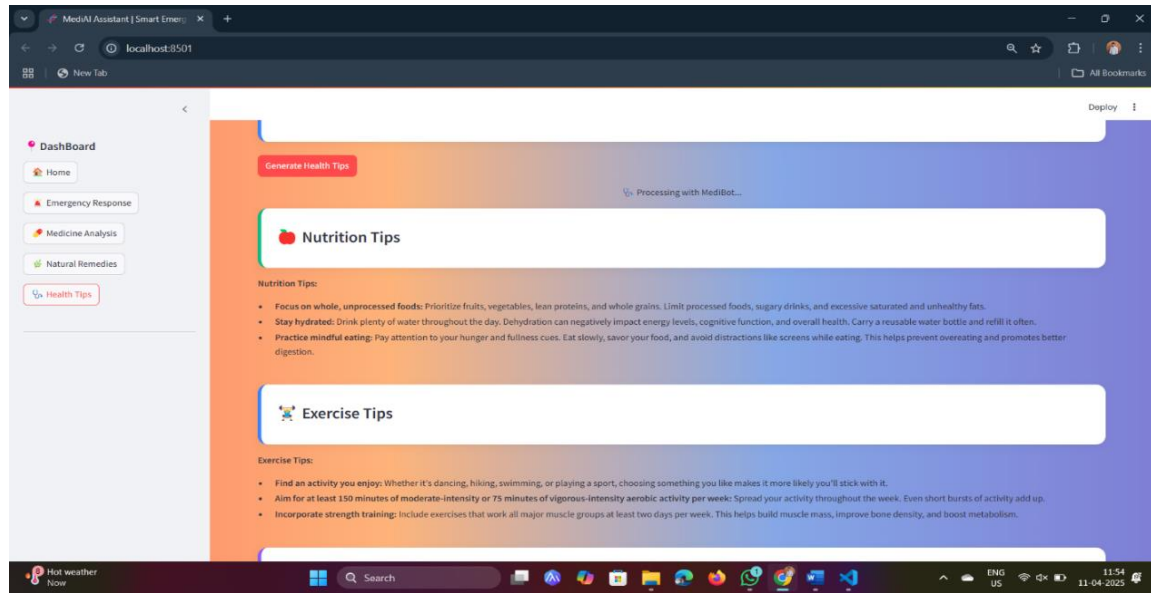 MediAI Assistant | Smart Emerg
localhost:8501
New Tab
All Bookmarks
Deploy
DashBoard
Home
Emergency Response
Medicine Analysis
Natural Remedies
Health Tips
Generate Health Tips
Processing with MediBot...
Nutrition Tips
Nutrition Tips:
Focus on whole, unprocessed foods: Prioritize fruits, vegetables, lean proteins, and whole grains. Limit processed foods, sugary drinks, and excessive saturated and unhealthy fats.
Stay hydrated: Drink plenty of water throughout the day. Dehydration can negatively impact energy levels, cognitive function, and overall health. Carry a reusable water bottle and refill it often.
Practice mindful eating: Pay attention to your hunger and fullness cues. Eat slowly, savor your food, and avoid distractions like screens while eating. This helps prevent overeating and promotes better
digestion.
Exercise Tips
Exercise Tips:
Find an activity you enjoy: Whether it's dancing, hiking, swimming, or playing a sport, choosing something you like makes it more likely you'll stick with it.
Aim for at least 150 minutes of moderate-intensity or 75 minutes of vigorous-intensity aerobic activity per week: Spread your activity throughout the week. Even short bursts of activity add up.
Incorporate strength training: Include exercises that work all major muscle groups at least two days per week. This helps build muscle mass, improve bone density, and boost metabolism.
Hot weather
Now
Search
ENG
US
11:54
11-04-2025